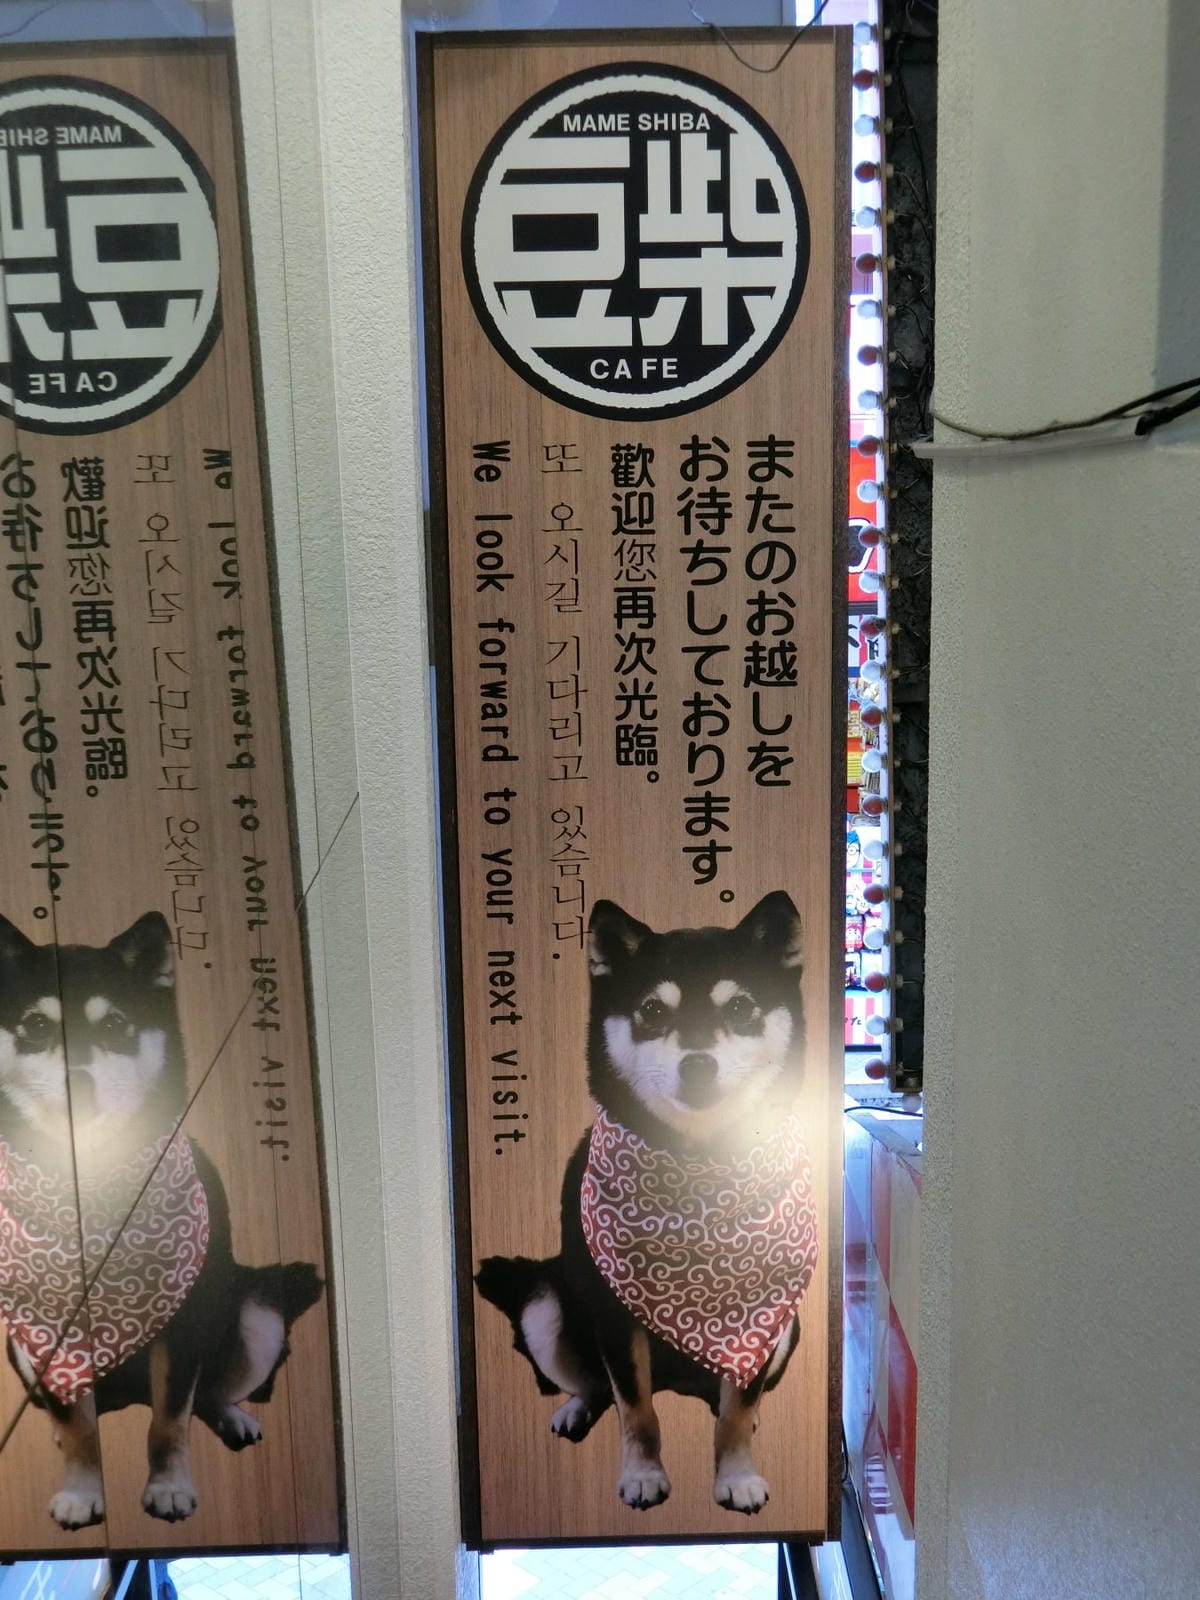 MAME SHIBA
豆柴
CAFE
またのお越しを
お待ちしております。
歡迎您再次光臨。
또 오시길 기다리고 있습니다.
We look forward to your next visit.